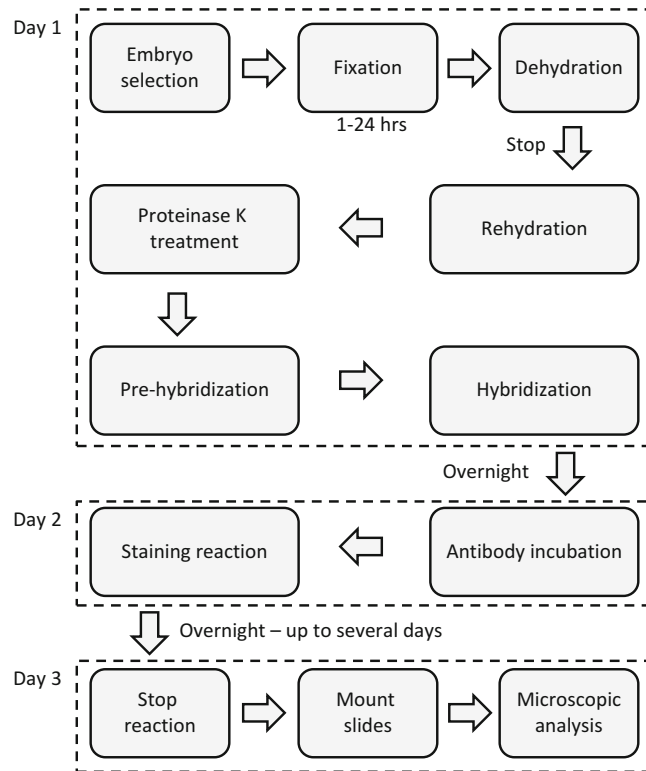 Day 1
Embryo
selection
Fixation
Dehydration
1-24 hrs
Stop
Proteinase K
treatment
Rehydration
Pre-hybridization
Hybridization
Overnight
Day 2
Staining reaction
Antibody incubation
Overnight – up to several days
Day 3
Stop
reaction
Mount
slides
Microscopic
analysis